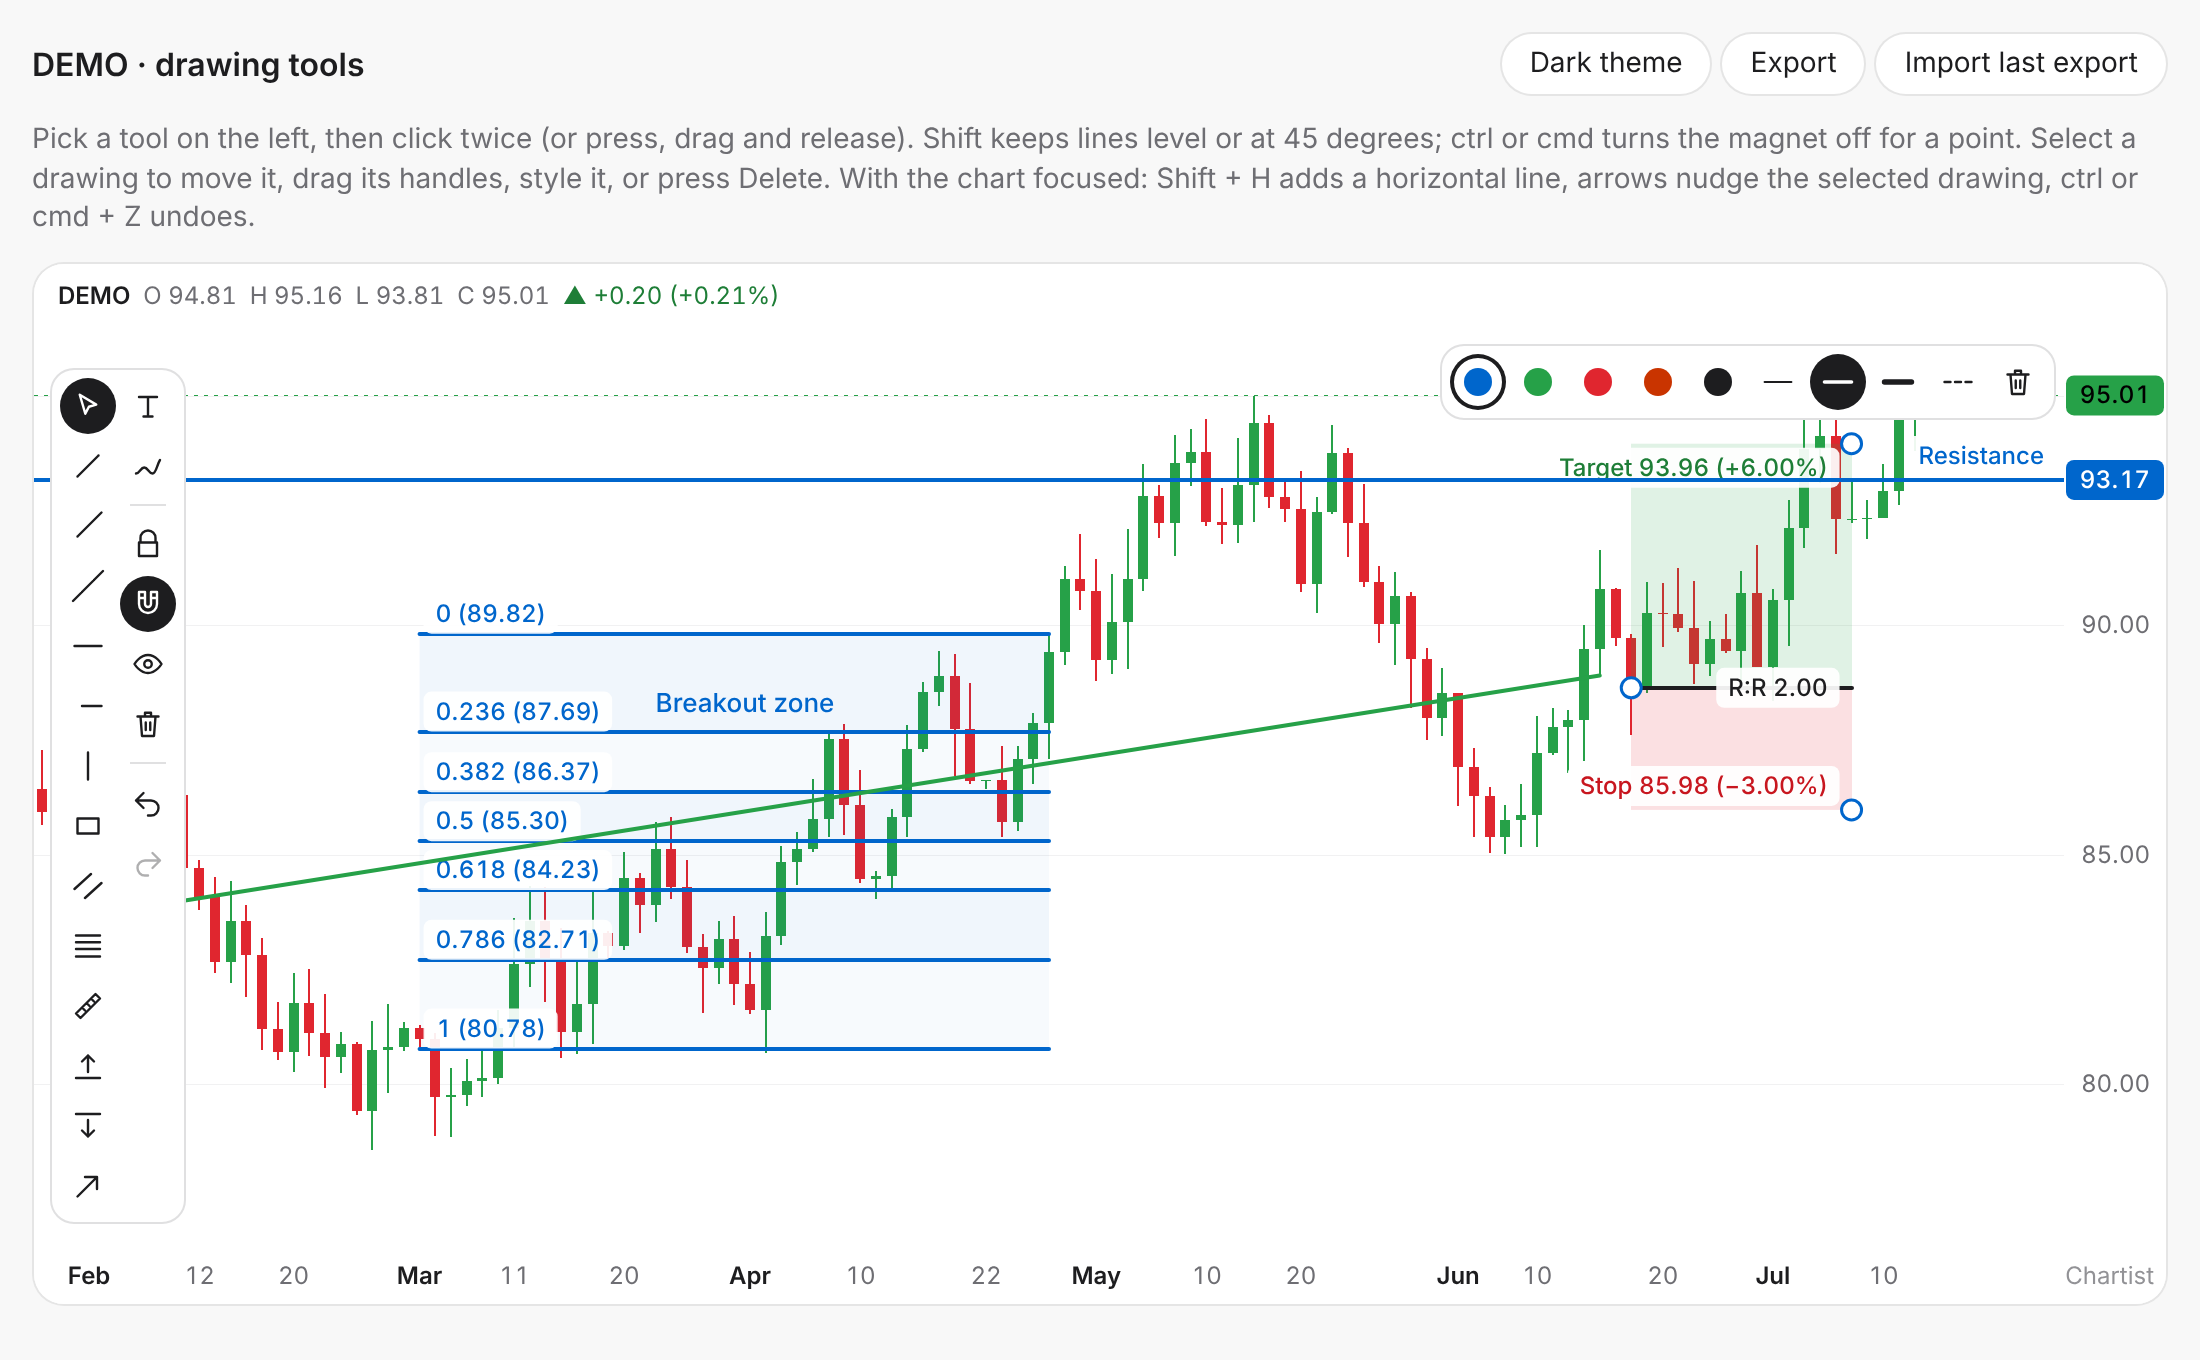 DEMO · drawing tools
Dark theme
Export
Import last export
Pick a tool on the left, then click twice (or press, drag and release). Shift keeps lines level or at 45 degrees; ctrl or cmd turns the magnet off for a point. Select a
drawing to move it, drag its handles, style it, or press Delete. With the chart focused: Shift + H adds a horizontal line, arrows nudge the selected drawing, ctrl or
cmd + Z undoes.
DEMO O 94.81 H 95.16 L 93.81 C 95.01 ▲ +0.20 (+0.21%)
95.01
Resistance
Target 93.96 (+6.00%)
93.17
0 (89.82)
90.00
R:R 2.00
Breakout zone
0.236 (87.69)
0.382 (86.37)
Stop 85.98 (−3.00%)
0.5 (85.30)
85.00
0.618 (84.23)
0.786 (82.71)
1 (80.78)
80.00
Feb 12 20 Mar 11 20 Apr 10 22 May 10 20 Jun 10 20 Jul 10 Chartist